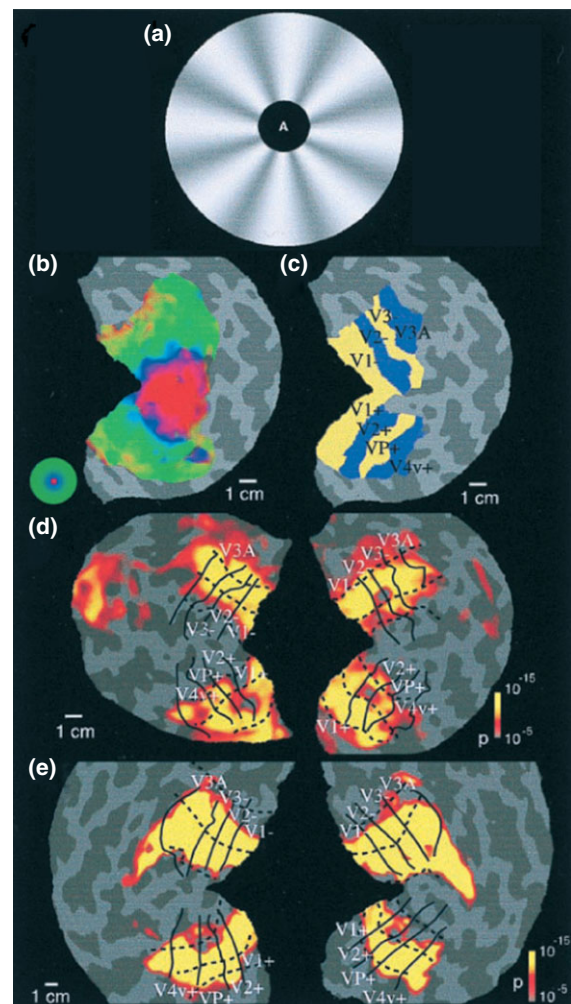 (a)
A
(b)
(c)
V3-
V3A
V2-
V1-
V1+
V2+
VP+
V4v+
1 cm
1 cm
(d)
V3A
V2-
V3-
V1-
V2+
VP+
V1+
V4v+
1 cm
V3A
V3-
V2-
V1-
V2+
VP+
V4v+
V1+
10-15
p
10-5
(e)
V3A
V3-
V2-
V1-
V1+
V4v+
V2+
VP+
1 cm
V3A
V3-
V2-
V1-
V1+
V2+
VP+
V4v+
10-15
p
10-5